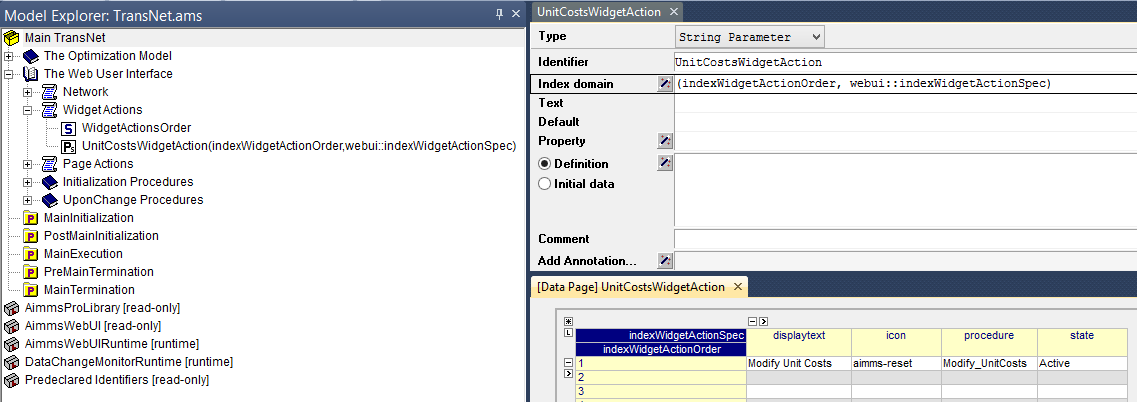 Model Explorer: TransNet.ams
Main TransNet
The Optimization Model
The Web User Interface
Network
Widget Actions
S WidgetActionsOrder
Ps UnitCostsWidgetAction(indexWidgetActionOrder,webui::indexWidgetActionSpec)
Page Actions
Initialization Procedures
UponChange Procedures
P MainInitialization
P PostMainInitialization
P MainExecution
P PreMainTermination
P MainTermination
AimmsProLibrary [read-only]
AimmsWebUI [read-only]
AimmsWebUIRuntime [runtime]
DataChangeMonitorRuntime [runtime]
Predeclared Identifiers [read-only]
UnitCostsWidgetAction
Type String Parameter
Identifier UnitCostsWidgetAction
Index domain (indexWidgetActionOrder, webui::indexWidgetActionSpec)
Text
Default
Property
Definition
Initial data
Comment
Add Annotation...
[Data Page] UnitCostsWidgetAction
indexWidgetActionSpec displaytext icon procedure state
indexWidgetActionOrder
1 Modify Unit Costs aimms-reset Modify_UnitCosts Active
2
3